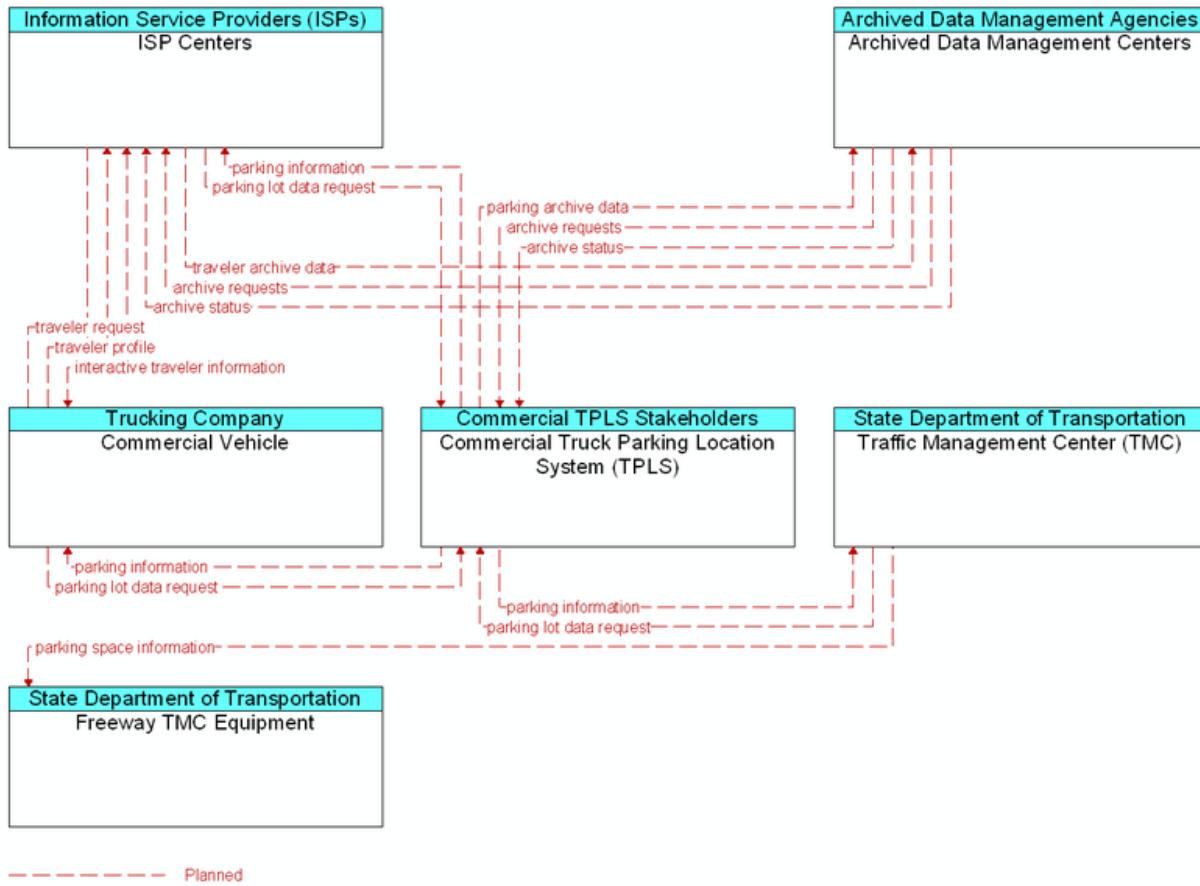 Information Service Providers (ISPs)
ISP Centers
Archived Data Management Agencies
Archived Data Management Centers
parking information
parking lot data request
parking archive data
archive requests
archive status
traveler archive data
archive requests
archive status
traveler request
traveler profile
interactive traveler information
Trucking Company
Commercial Vehicle
Commercial TPLS Stakeholders
Commercial Truck Parking Location
System (TPLS)
State Department of Transportation
Traffic Management Center (TMC)
parking information
parking lot data request
parking information
parking lot data request
parking space information
State Department of Transportation
Freeway TMC Equipment
Planned